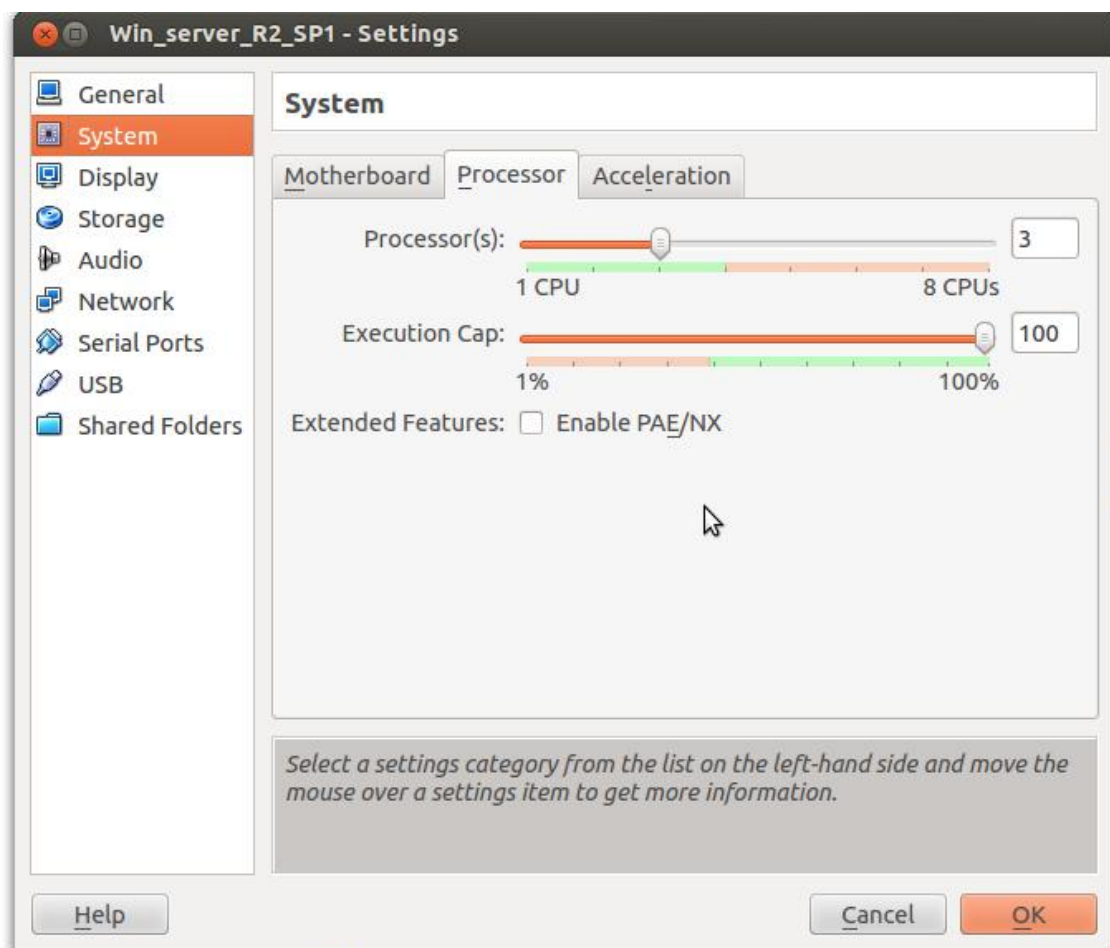 Win_server_R2_SP1 - Settings
General
System
Display
Storage
Audio
Network
Serial Ports
USB
Shared Folders
System
Motherboard Processor Acceleration
Processor(s): 3
1 CPU 8 CPUs
Execution Cap: 100
1% 100%
Extended Features: Enable PAE/NX
Select a settings category from the list on the left-hand side and move the
mouse over a settings item to get more information.
Help Cancel OK